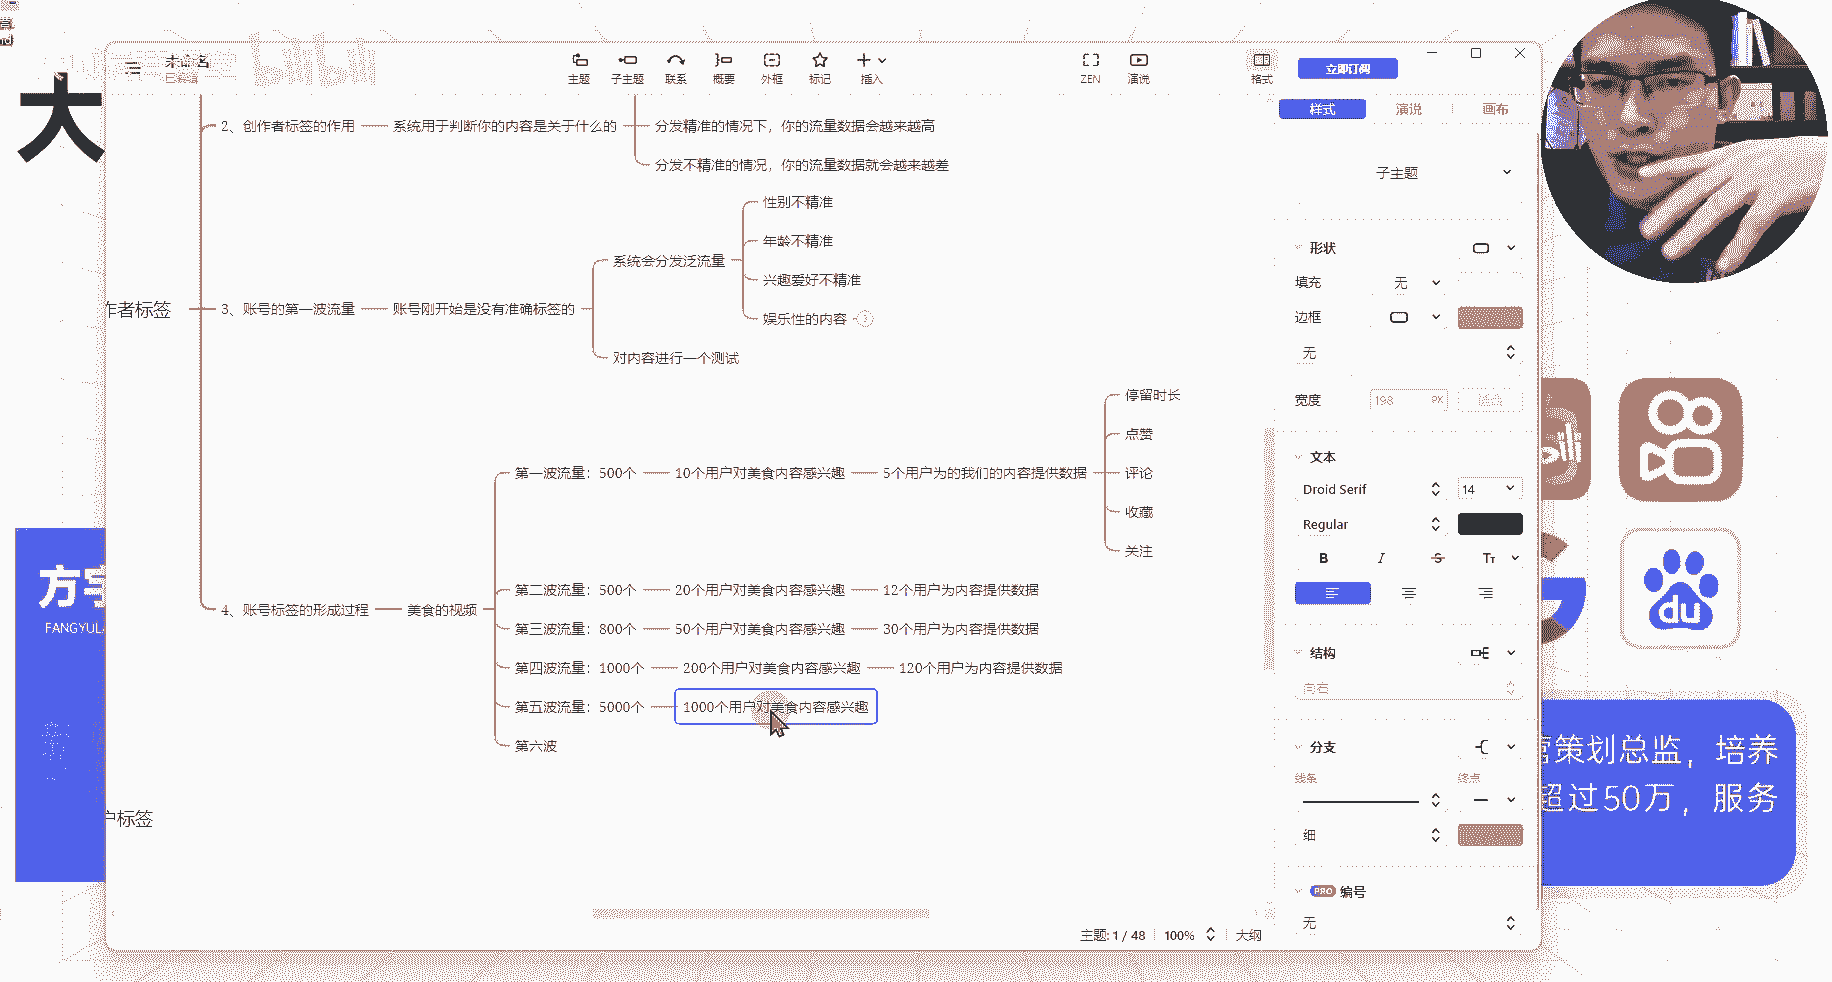 大
未命名
已编辑
bilibili
主题
子主题
联系
概要
外框
标记
插入
ZEN
演说
格式
立即订阅
样式
演说
画布
2、创作者标签的作用
系统用于判断你的内容是关于什么的
分发精准的情况下，你的流量数据会越来越高
分发不精准的情况，你的流量数据就会越来越差
作者标签
3、账号的第一波流量
账号刚开始是没有准确标签的
系统会分发泛流量
性别不精准
年龄不精准
兴趣爱好不精准
娱乐性的内容
3
对内容进行一个测试
4、账号标签的形成过程
美食的视频
第一波流量：500个
10个用户对美食内容感兴趣
5个用户为的我们的内容提供数据
停留时长
点赞
评论
收藏
关注
第二波流量：500个
20个用户对美食内容感兴趣
12个用户为内容提供数据
第三波流量：800个
50个用户对美食内容感兴趣
30个用户为内容提供数据
第四波流量：1000个
200个用户对美食内容感兴趣
120个用户为内容提供数据
第五波流量：5000个
1000个用户对美食内容感兴趣
第六波
户标签
子主题
形状
填充
无
边框
无
宽度
198
PX
文本
Droid Serif
14
Regular
B
I
S
Tт
结构
向右
分支
线条
终点
细
PRO
编号
无
主题: 1 / 48
100%
大纲
方宇
FANGYUL
bili
du
营策划总监，培养
超过50万，服务